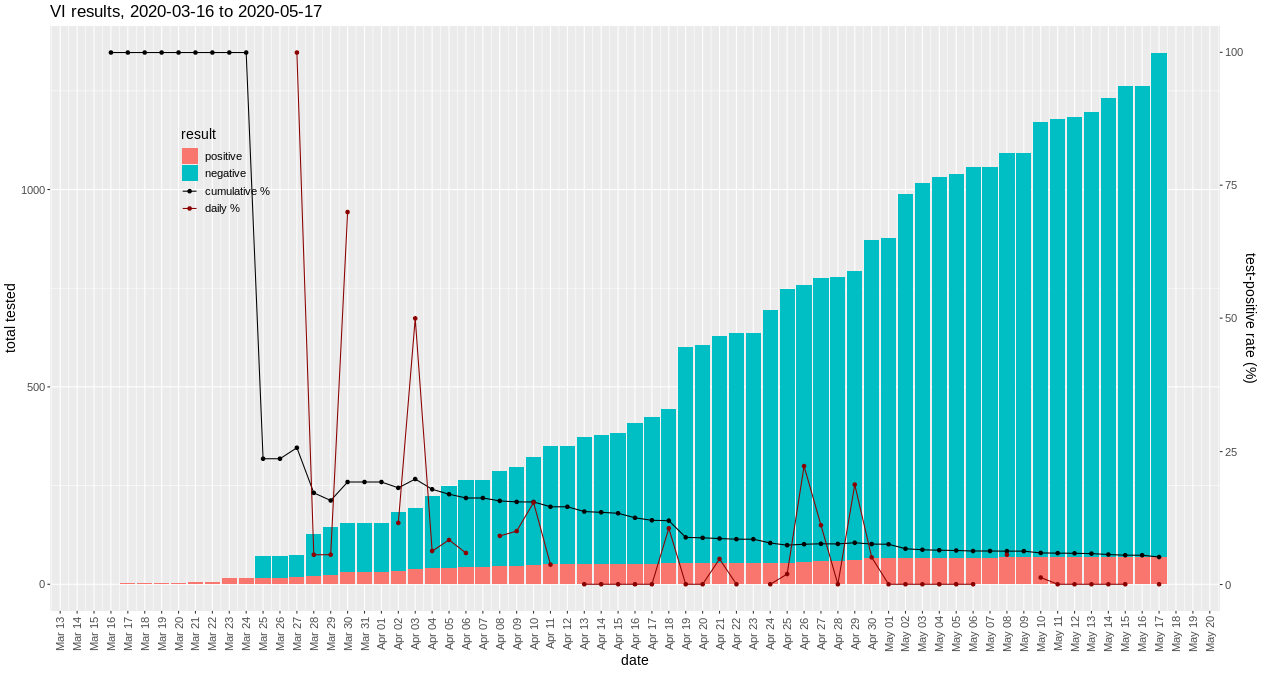 VI results, 2020-03-16 to 2020-05-17
result
positive
negative
cumulative %
daily %
total tested
1000
500
0
100
75
50
25
0
test-positive rate (%)
Mar 13
Mar 14
Mar 15
Mar 16
Mar 17
Mar 18
Mar 19
Mar 20
Mar 21
Mar 22
Mar 23
Mar 24
Mar 25
Mar 26
Mar 27
Mar 28
Mar 29
Mar 30
Mar 31
Apr 01
Apr 02
Apr 03
Apr 04
Apr 05
Apr 06
Apr 07
Apr 08
Apr 09
Apr 10
Apr 11
Apr 12
Apr 13
Apr 14
Apr 15
Apr 16
Apr 17
Apr 18
Apr 19
Apr 20
Apr 21
Apr 22
Apr 23
Apr 24
Apr 25
Apr 26
Apr 27
Apr 28
Apr 29
Apr 30
May 01
May 02
May 03
May 04
May 05
May 06
May 07
May 08
May 09
May 10
May 11
May 12
May 13
May 14
May 15
May 16
May 17
May 18
May 19
May 20
date